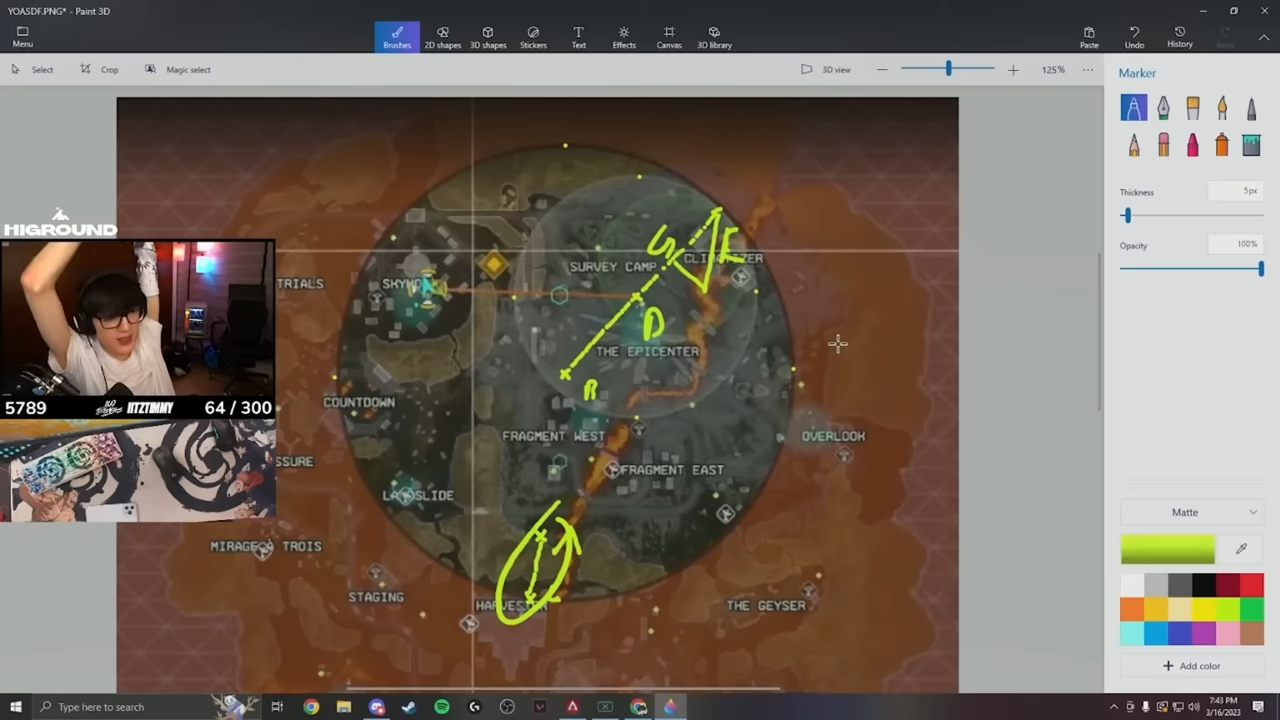 YOASDF.PNG* - Paint 3D
Menu
Brushes
2D shapes
3D shapes
Stickers
Text
Effects
Canvas
3D library
Paste
Undo
History
Redo
Select
Crop
Magic select
3D view
125%
Marker
Thickness
5px
Opacity
100%
HIGROUND
TRIALS
SKY
SURVEY CAMP
CLIMATIZER
S
E
D
THE EPICENTER
COUNTDOWN
FRAGMENT WEST
OVERLOOK
SSURE
FRAGMENT EAST
MIRAGE A TROIS
STAGING
HARVESTER
THE GEYSER
5789
IITZTIMMY
64 / 300
Matte
Add color
Type here to search
7:43 PM
3/16/2023